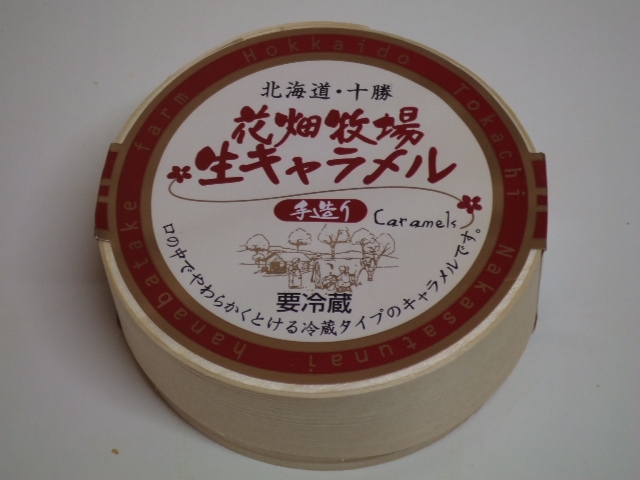 北海道・十勝
花畑牧場
生キャラメル
手造り
Caramels
要冷蔵
口の中でやわらかくとける冷蔵タイプのキャラメルです。
hanabatake farm Hokkaido Tokachi Nakasatsunai